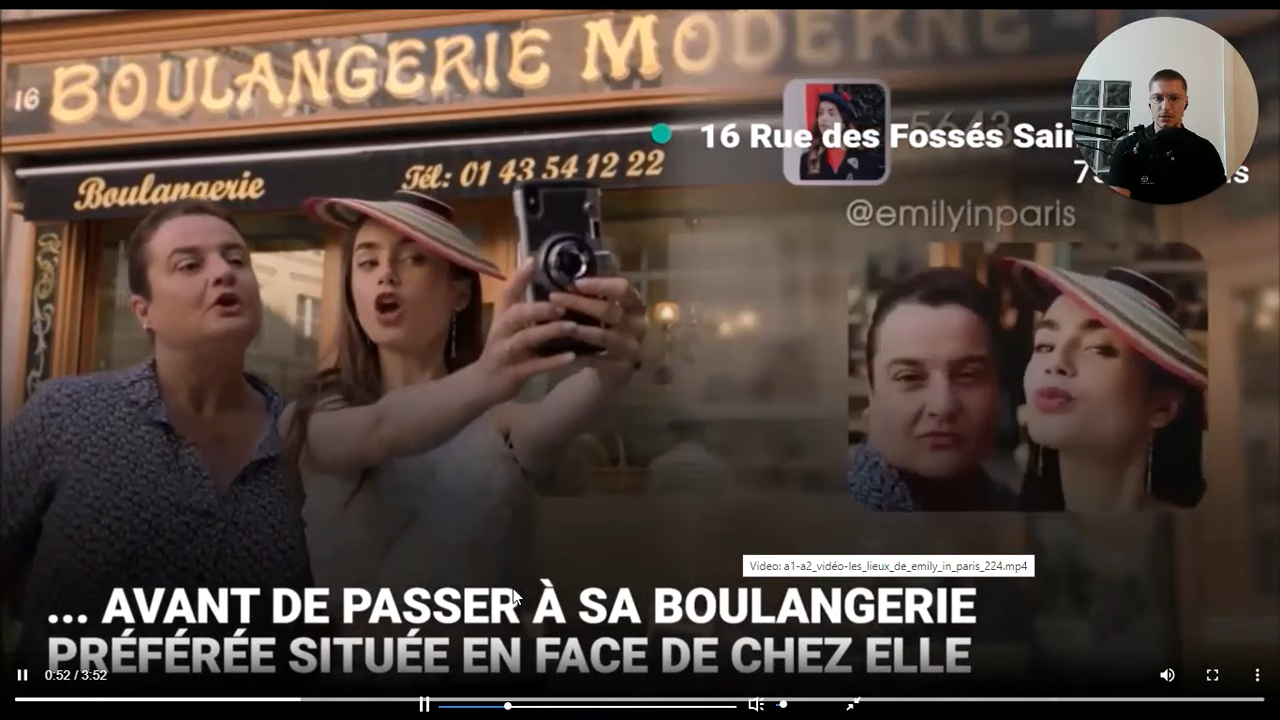 16 BOULANGERIE MODERNE
Boulangerie
Tél: 01 43 54 12 22
16 Rue des Fossés
@emilyinparis
Video: a1-a2_vidéo-les_lieux_de_emily_in_paris_224.mp4
... AVANT DE PASSER À SA BOULANGERIE
PRÉFÉRÉE SITUÉE EN FACE DE CHEZ ELLE
0:52 / 3:52